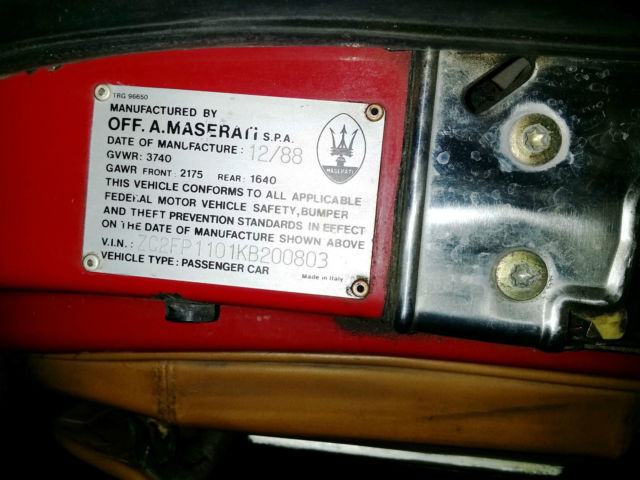 TRG 96650
MANUFACTURED BY
OFF. A. MASERATI S.P.A.
DATE OF MANUFACTURE: 12/88
GVWR: 3740
GAWR FRONT: 2175 REAR: 1640
THIS VEHICLE CONFORMS TO ALL APPLICABLE
FEDERAL MOTOR VEHICLE SAFETY, BUMPER
AND THEFT PREVENTION STANDARDS IN EFFECT
ON THE DATE OF MANUFACTURE SHOWN ABOVE
V.I.N.: ZC2FP1101KB200803
VEHICLE TYPE: PASSENGER CAR
Made in Italy
MASERATI